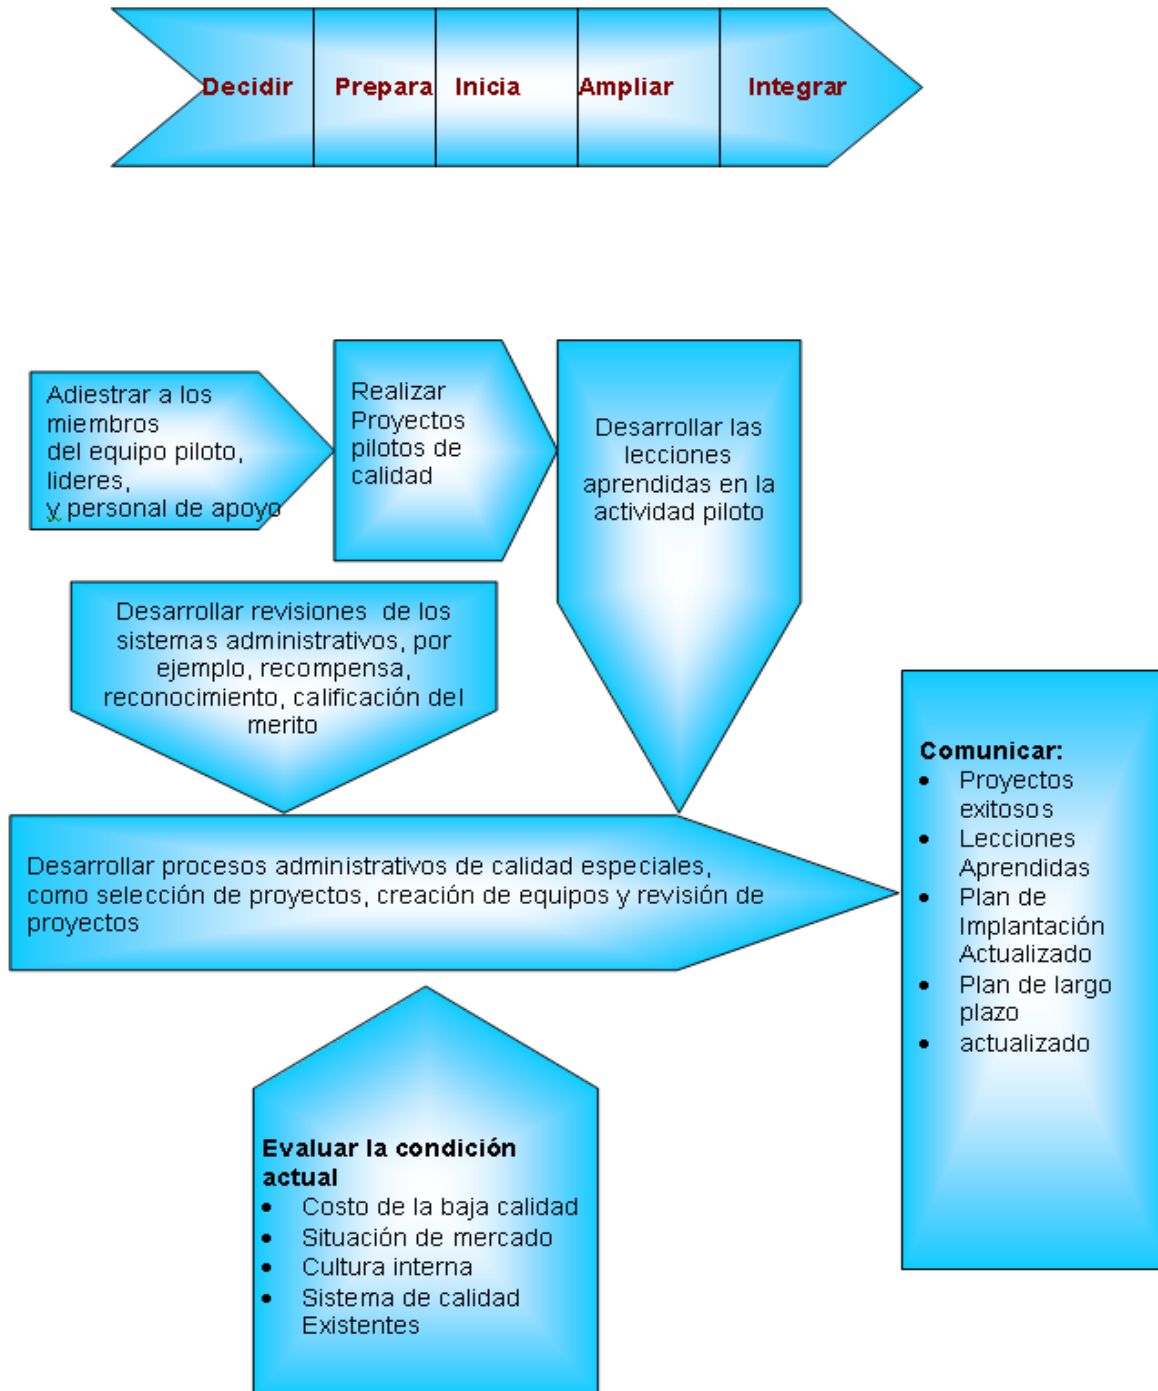 Decidir
Prepara
Inicia
Ampliar
Integrar
Adiestrar a los
miembros
del equipo piloto,
lideres,
y personal de apoyo
Realizar
Proyectos
pilotos de
calidad
Desarrollar las
lecciones
aprendidas en la
actividad piloto
Desarrollar revisiones de los
sistemas administrativos, por
ejemplo, recompensa,
reconocimiento, calificación del
merito
Desarrollar procesos administrativos de calidad especiales,
como selección de proyectos, creación de equipos y revisión de
proyectos
Comunicar:
• Proyectos
exitosos
• Lecciones
Aprendidas
• Plan de
Implantación
Actualizado
• Plan de largo
plazo
• actualizado
Evaluar la condición
actual
• Costo de la baja calidad
• Situación de mercado
• Cultura interna
• Sistema de calidad
Existentes